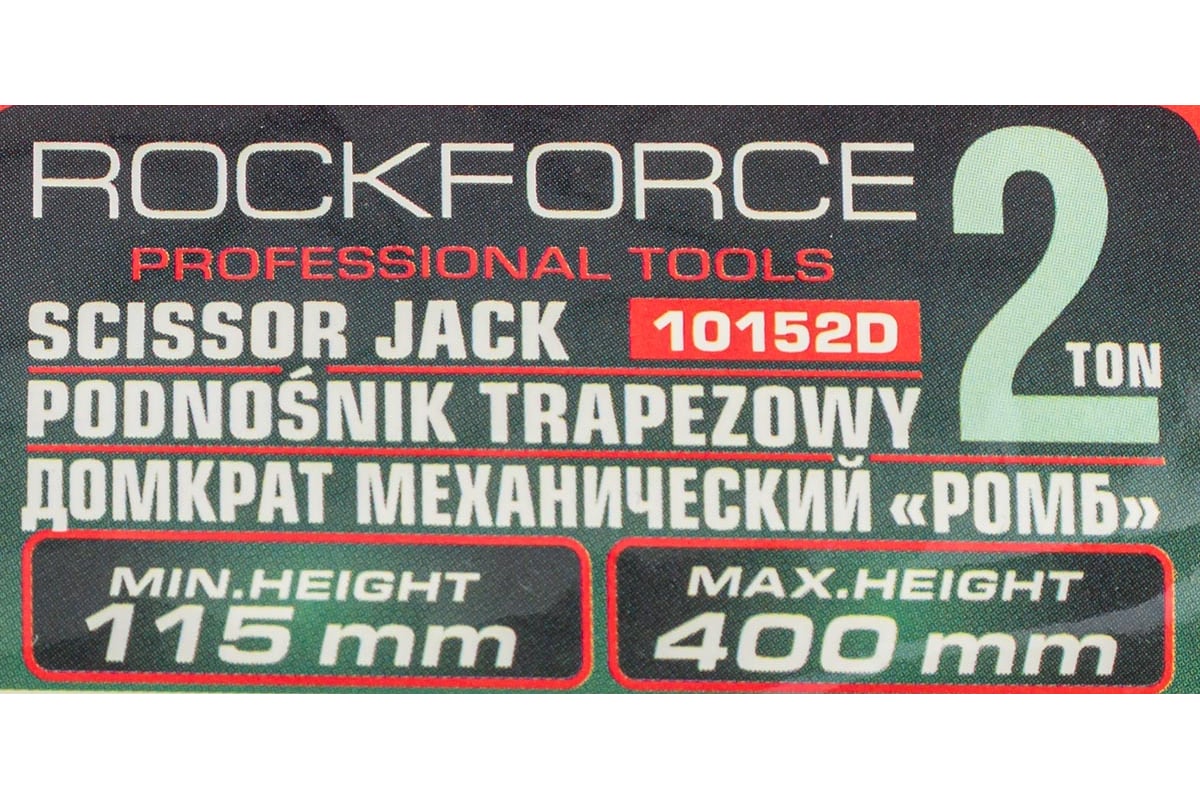 ROCKFORCE
PROFESSIONAL TOOLS
2 TON
SCISSOR JACK 10152D
PODNOŚNIK TRAPEZOWY
ДОМКРАТ МЕХАНИЧЕСКИЙ «РОМБ»
MIN.HEIGHT
115 mm
MAX.HEIGHT
400 mm